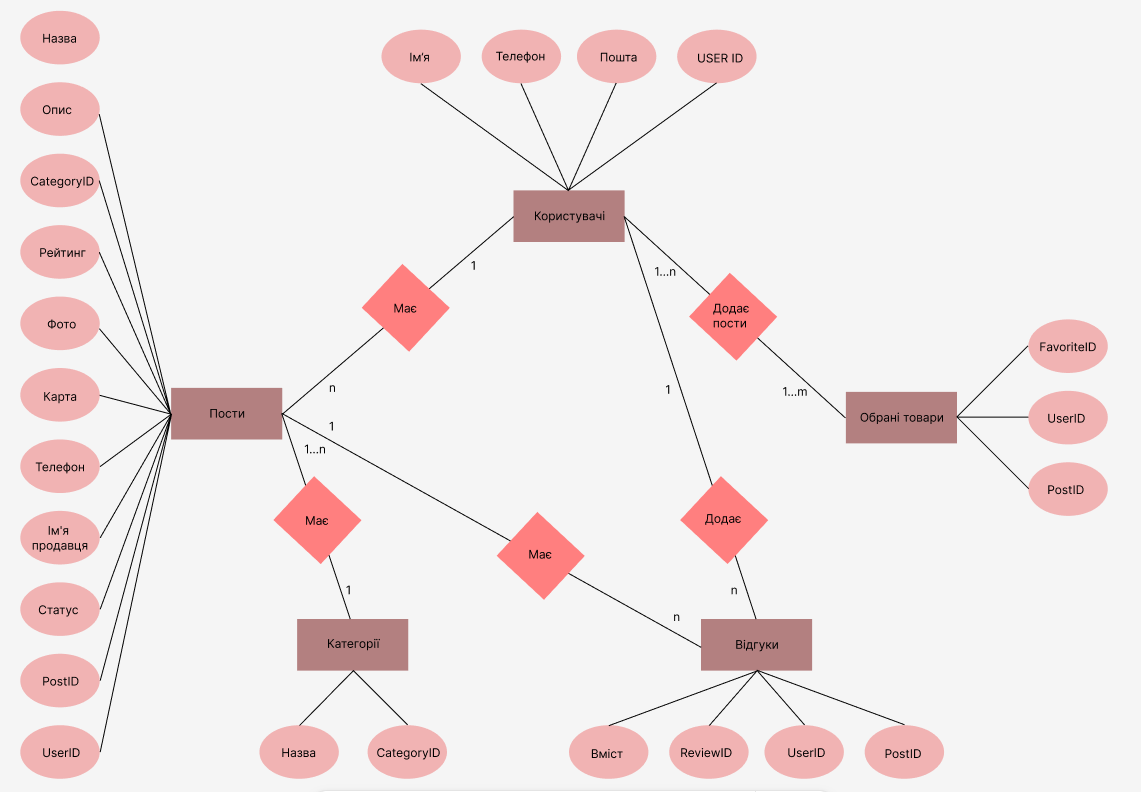 Назва
Опис
CategoryID
Рейтинг
Фото
Карта
Телефон
Ім'я
продавця
Статус
PostID
UserID
Ім'я
Телефон
Пошта
USER ID
Користувачі
1
Має
n
1...n
Додає
пости
1...m
1
Пости
1
1...n
Має
1
Має
n
Додає
n
Обрані товари
FavoriteID
UserID
PostID
Категорії
Назва
CategoryID
Відгуки
Вміст
ReviewID
UserID
PostID